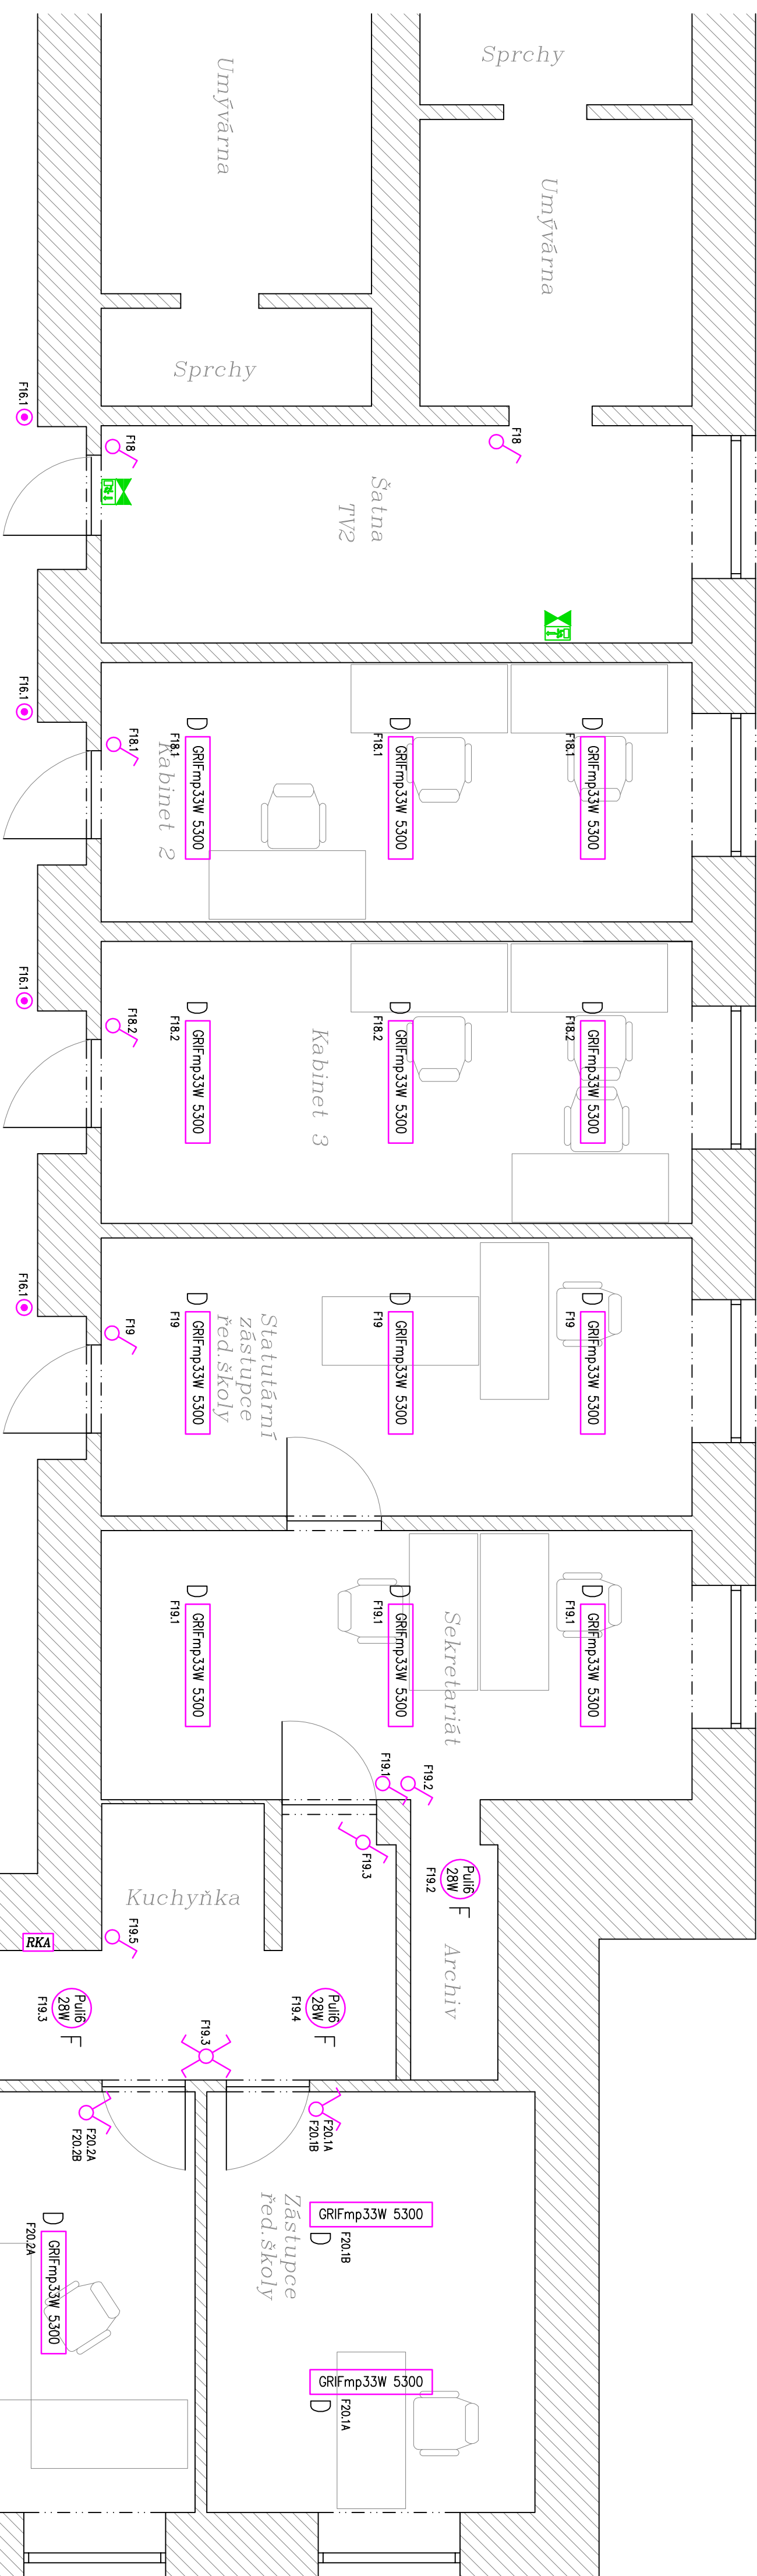 Sprchy
Umývárna
Umývárna
Sprchy
F16.1
F18
F18
Šatna
TV2
F16.1
F18.1
Kabinet 2
D
F18.1
GRIFmp33W 5300
D
F18.1
GRIFmp33W 5300
D
F18.1
GRIFmp33W 5300
F16.1
F18.2
D
F18.2
GRIFmp33W 5300
Kabinet 3
D
F18.2
GRIFmp33W 5300
D
F18.2
GRIFmp33W 5300
F16.1
F19
D
F19
GRIFmp33W 5300
Statutární
zástupce
řed.školy
D
F19
GRIFmp33W 5300
D
F19
GRIFmp33W 5300
D
F19.1
GRIFmp33W 5300
D
F19.1
GRIFmp33W 5300
Sekretariát
D
F19.1
GRIFmp33W 5300
F19.1
F19.2
F19.3
Puli6
28W
F
F19.2
Archiv
Kuchyňka
F19.5
RKA
Puli6
28W
F
F19.3
Puli6
28W
F
F19.4
F19.3
F20.2A
F20.2B
F20.1A
F20.1B
Zástupce
řed.školy
GRIFmp33W 5300
D
F20.1B
D
F20.2A
GRIFmp33W 5300
GRIFmp33W 5300
D
F20.1A